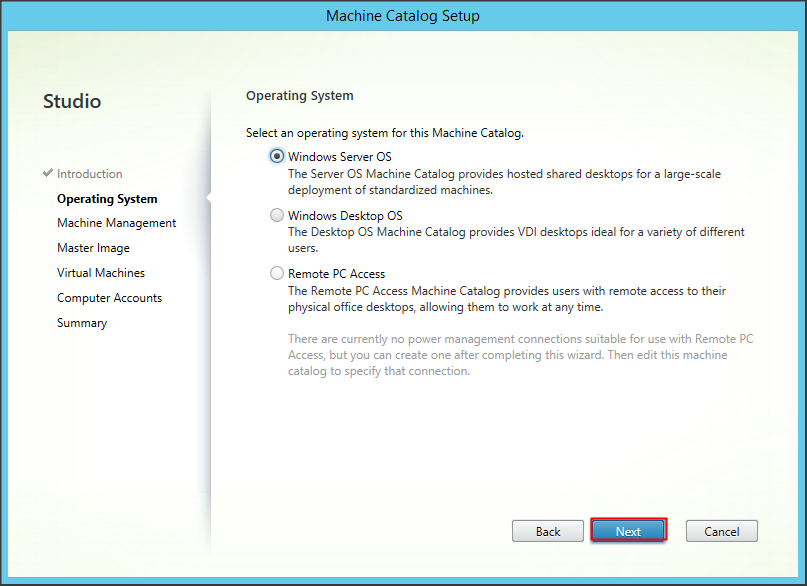 Machine Catalog Setup
Studio
Introduction
Operating System
Machine Management
Master Image
Virtual Machines
Computer Accounts
Summary
Operating System
Select an operating system for this Machine Catalog.
Windows Server OS
The Server OS Machine Catalog provides hosted shared desktops for a large-scale
deployment of standardized machines.
Windows Desktop OS
The Desktop OS Machine Catalog provides VDI desktops ideal for a variety of different
users.
Remote PC Access
The Remote PC Access Machine Catalog provides users with remote access to their
physical office desktops, allowing them to work at any time.
There are currently no power management connections suitable for use with Remote PC
Access, but you can create one after completing this wizard. Then edit this machine
catalog to specify that connection.
Back
Next
Cancel